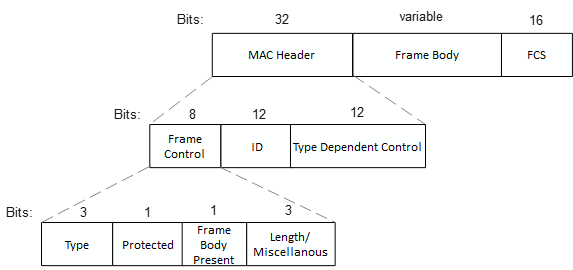 Bits: 32 variable 16
MAC Header Frame Body FCS
Bits: 8 12 12
Frame
Control ID Type Dependent Control
Bits: 3 1 1 3
Type Protected Frame
Body
Present Length/
Miscellanous